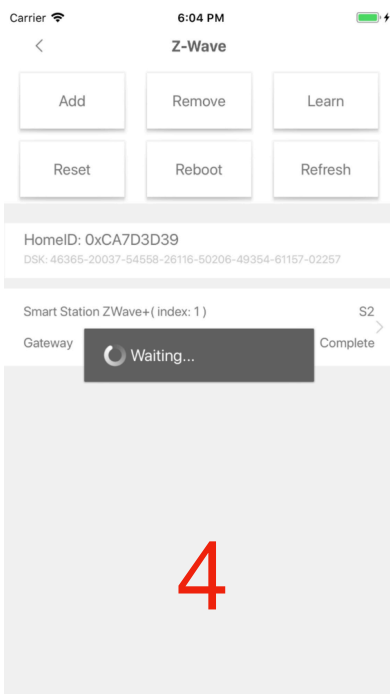 Carrier 6:04 PM
Z-Wave
Add Remove Learn
Reset Reboot Refresh
HomeID: 0xCA7D3D39
DSK: 46365-20037-54558-26116-50206-49354-61157-02257
Smart Station ZWave+( index: 1 ) S2
Gateway Complete
Waiting...
4